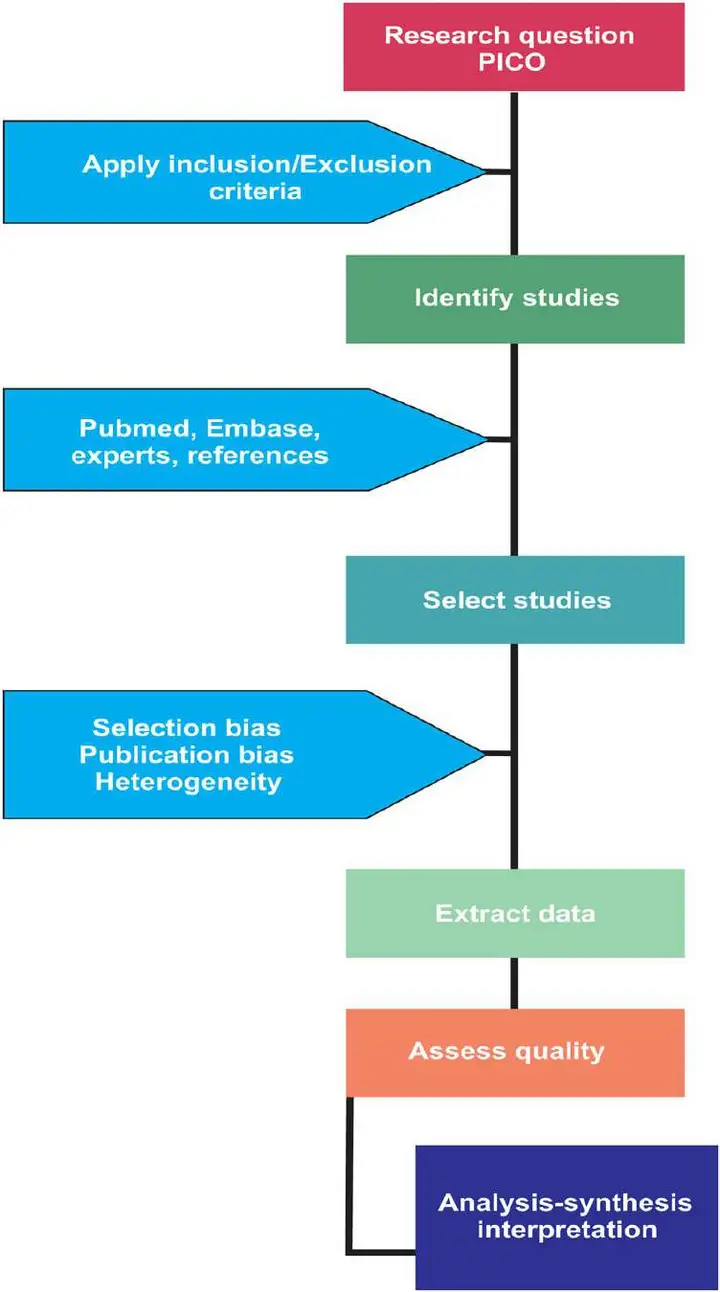 Research question
PICO
Apply inclusion/Exclusion
criteria
Identify studies
Pubmed, Embase,
experts, references
Select studies
Selection bias
Publication bias
Heterogeneity
Extract data
Assess quality
Analysis-synthesis
interpretation